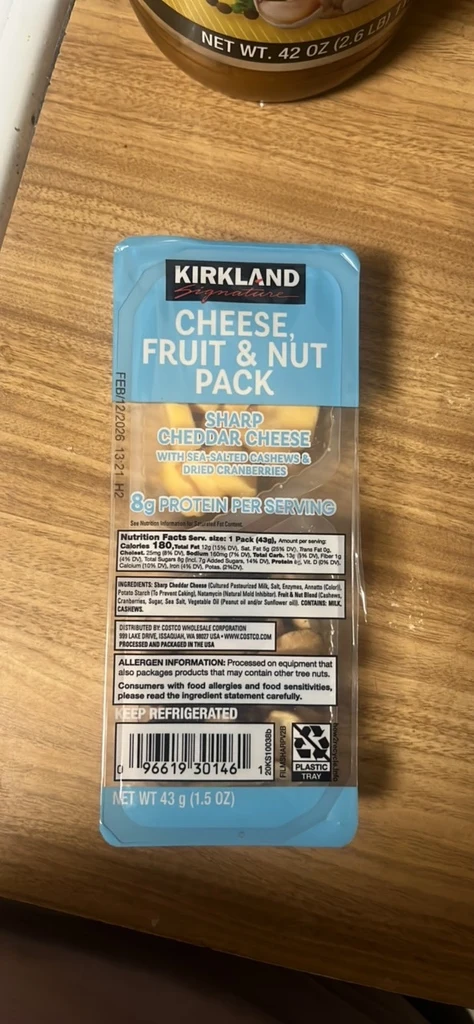 NET WT. 42 OZ (2.6 LB)
KIRKLAND
Signature
CHEESE,
FRUIT & NUT
PACK
SHARP
CHEDDAR CHEESE
WITH SEA-SALTED CASHEWS &
DRIED CRANBERRIES
8g PROTEIN PER SERVING
See Nutrition Information for Saturated Fat Content.
FEB/12/2026 13:21 H2
Nutrition Facts Serv. size: 1 Pack (43g), Amount per serving:
Calories 180, Total Fat 12g (15% DV), Sat. Fat 5g (25% DV), Trans Fat 0g,
Cholest. 25mg (8% DV), Sodium 160mg (7% DV), Total Carb. 13g (5% DV), Fiber 1g
(4% DV), Total Sugars 8g (Incl. 7g Added Sugars, 14% DV), Protein 8g, Vit. D (0% DV),
Calcium (10% DV), Iron (4% DV), Potas. (2%DV).
INGREDIENTS: Sharp Cheddar Cheese (Cultured Pasteurized Milk, Salt, Enzymes, Annatto (Color)),
Potato Starch (To Prevent Caking), Natamycin (Natural Mold Inhibitor). Fruit & Nut Blend (Cashews,
Cranberries, Sugar, Sea Salt, Vegetable Oil (Peanut oil and/or Sunflower oil)). CONTAINS: MILK,
CASHEWS.
DISTRIBUTED BY: COSTCO WHOLESALE CORPORATION
999 LAKE DRIVE, ISSAQUAH, WA 98027 USA • WWW.COSTCO.COM
PROCESSED AND PACKAGED IN THE USA
ALLERGEN INFORMATION: Processed on equipment that
also packages products that may contain other tree nuts.
Consumers with food allergies and food sensitivities,
please read the ingredient statement carefully.
KEEP REFRIGERATED
0 96619 30146 1
20KS10038b
FILMSHARPV2B
PLASTIC
TRAY
NET WT 43 g (1.5 OZ)